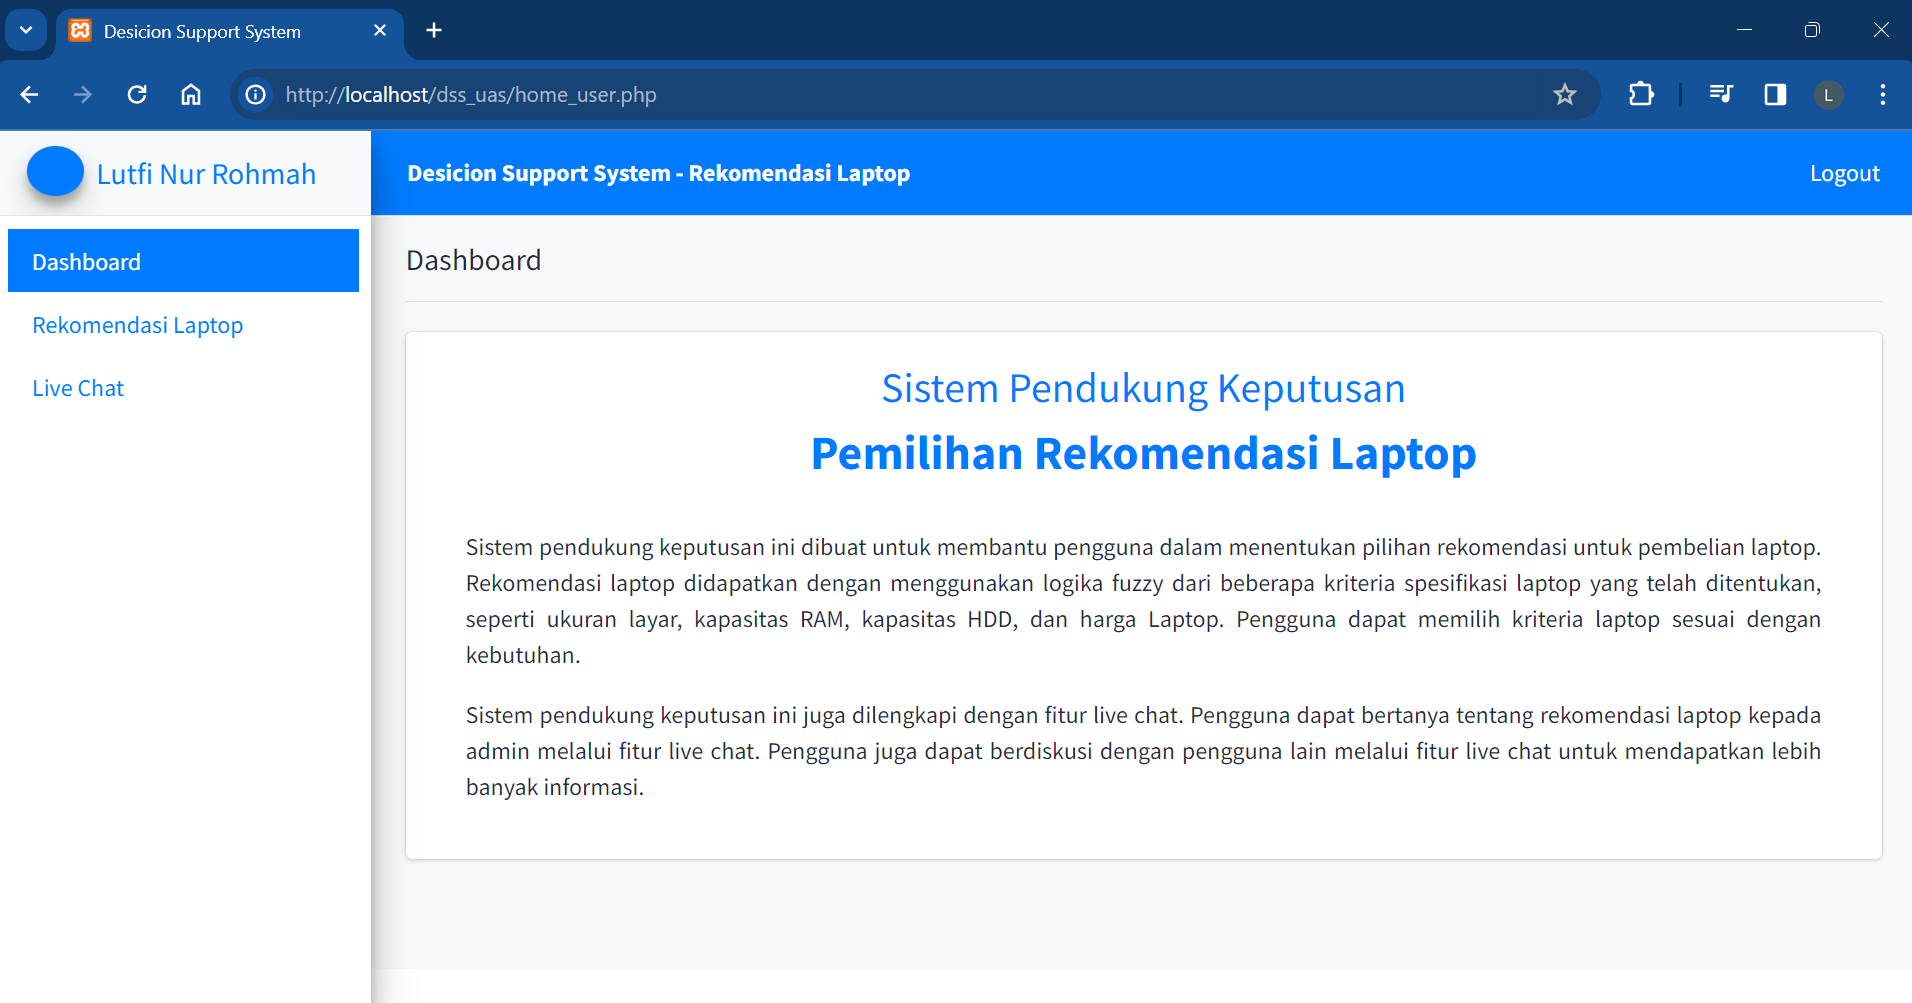 Desicion Support System
http://localhost/dss_uas/home_user.php
L
Lutfi Nur Rohmah
Desicion Support System - Rekomendasi Laptop
Logout
Dashboard
Rekomendasi Laptop
Live Chat
Dashboard
Sistem Pendukung Keputusan
Pemilihan Rekomendasi Laptop
Sistem pendukung keputusan ini dibuat untuk membantu pengguna dalam menentukan pilihan rekomendasi untuk pembelian laptop.
Rekomendasi laptop didapatkan dengan menggunakan logika fuzzy dari beberapa kriteria spesifikasi laptop yang telah ditentukan,
seperti ukuran layar, kapasitas RAM, kapasitas HDD, dan harga Laptop. Pengguna dapat memilih kriteria laptop sesuai dengan
kebutuhan.
Sistem pendukung keputusan ini juga dilengkapi dengan fitur live chat. Pengguna dapat bertanya tentang rekomendasi laptop kepada
admin melalui fitur live chat. Pengguna juga dapat berdiskusi dengan pengguna lain melalui fitur live chat untuk mendapatkan lebih
banyak informasi.